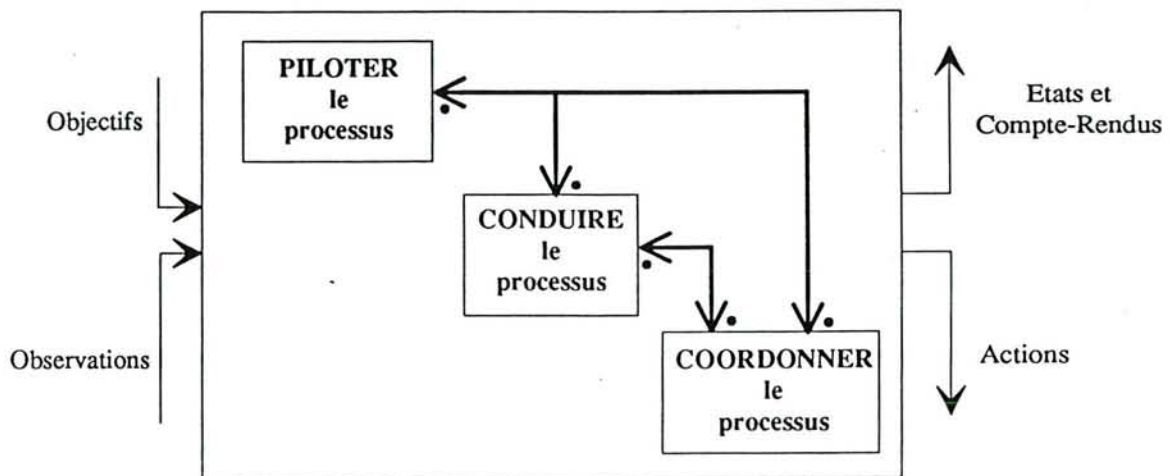 PILOTER
le
processus
Objectifs
Etats et
Compte-Rendus
CONDUIRE
le
processus
Observations
COORDONNER
le
processus
Actions